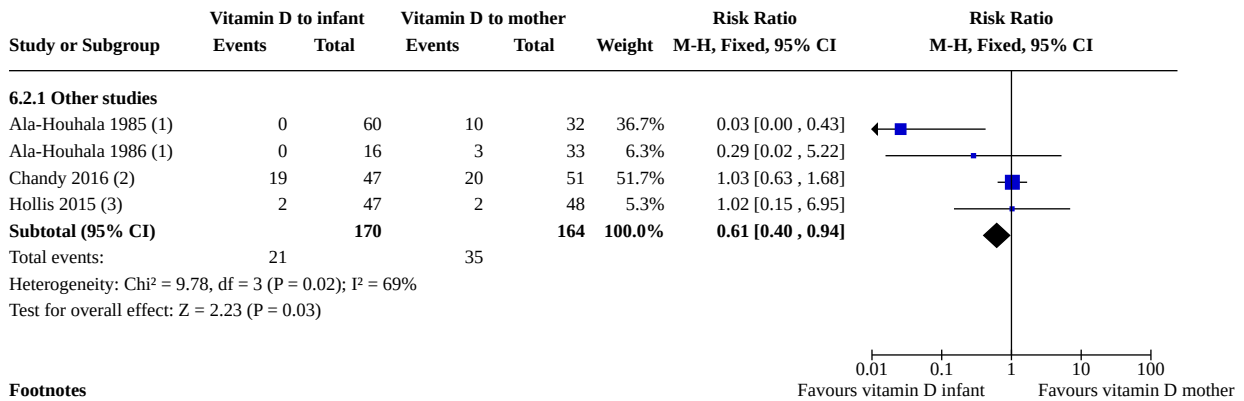 Vitamin D to infant Vitamin D to mother Risk Ratio Risk Ratio
Study or Subgroup Events Total Events Total Weight M-H, Fixed, 95% CI M-H, Fixed, 95% CI
6.2.1 Other studies
Ala-Houhala 1985 (1) 0 60 10 32 36.7% 0.03 [0.00 , 0.43]
Ala-Houhala 1986 (1) 0 16 3 33 6.3% 0.29 [0.02 , 5.22]
Chandy 2016 (2) 19 47 20 51 51.7% 1.03 [0.63 , 1.68]
Hollis 2015 (3) 2 47 2 48 5.3% 1.02 [0.15 , 6.95]
Subtotal (95% CI) 170 164 100.0% 0.61 [0.40 , 0.94]
Total events: 21 35
Heterogeneity: Chi² = 9.78, df = 3 (P = 0.02); I² = 69%
Test for overall effect: Z = 2.23 (P = 0.03)
0.01 0.1 1 10 100
Footnotes Favours vitamin D infant Favours vitamin D mother